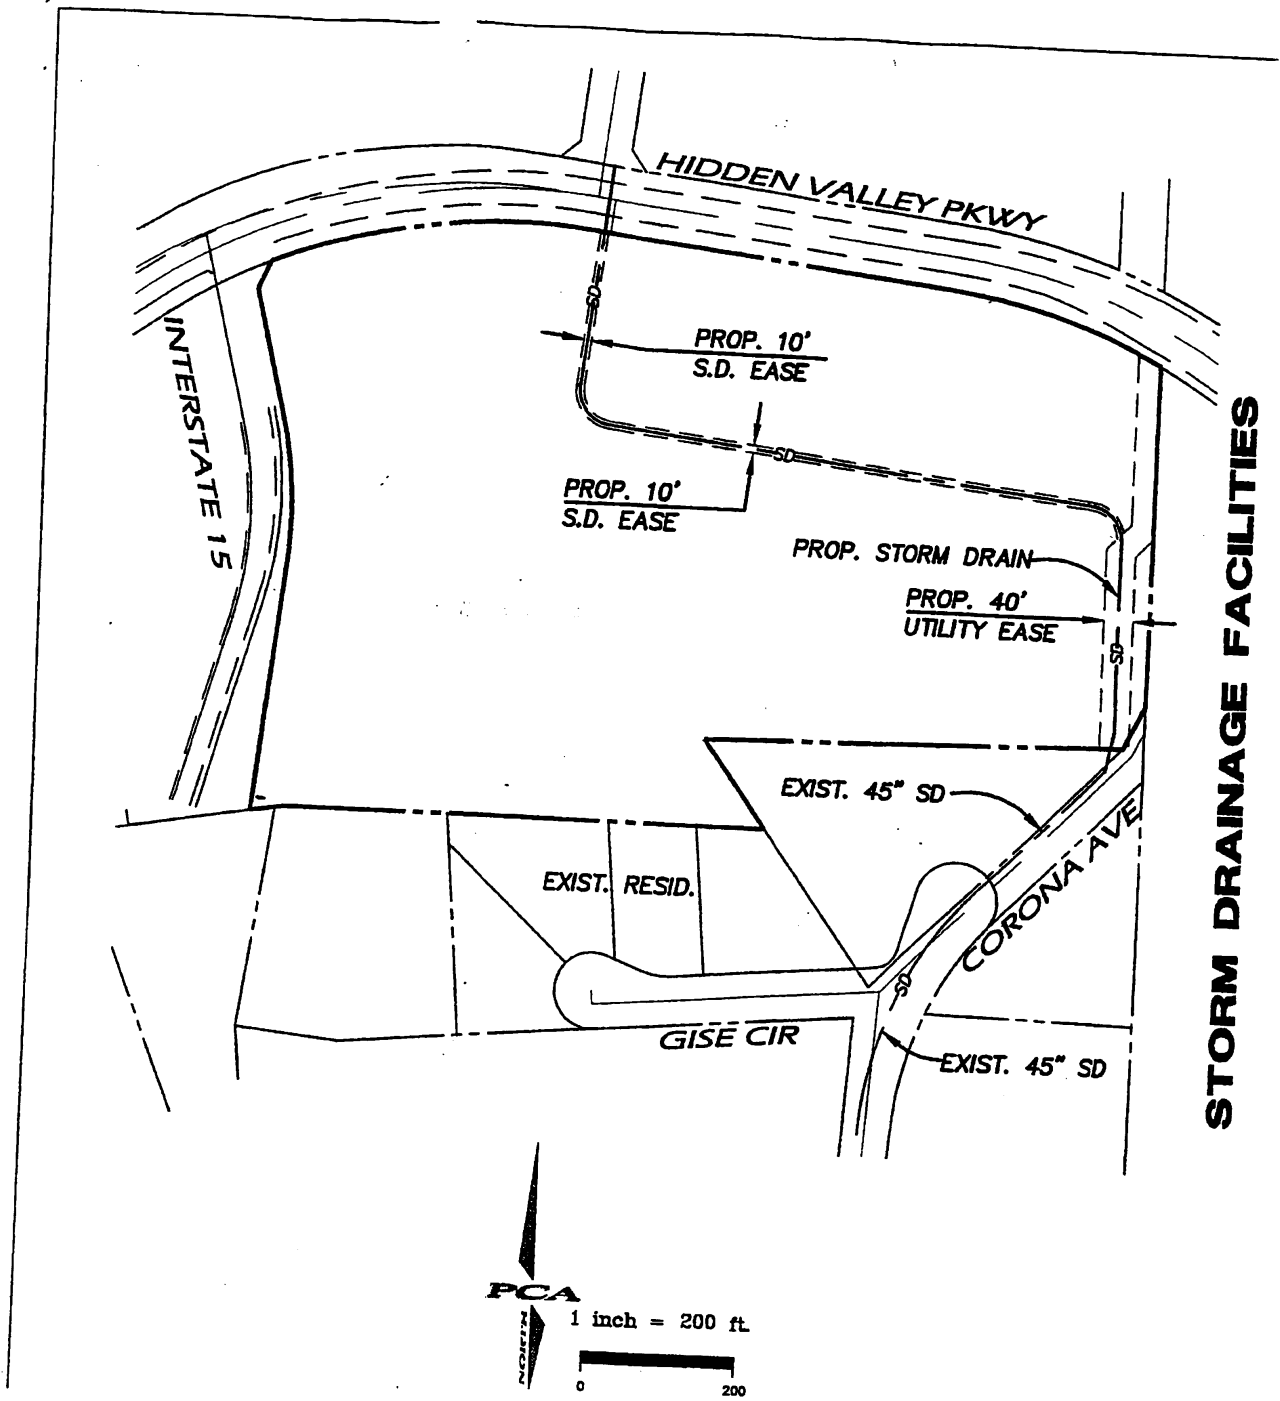 HIDDEN VALLEY PKWY
INTERSTATE 15
SD
PROP. 10'
S.D. EASE
SD
PROP. 10'
S.D. EASE
PROP. STORM DRAIN
PROP. 40'
UTILITY EASE
SD
EXIST. 45" SD
CORONA AVE
EXIST. RESID.
SD
GISE CIR
EXIST. 45" SD
STORM DRAINAGE FACILITIES
PCA
NORTH
1 inch = 200 ft.
0
200